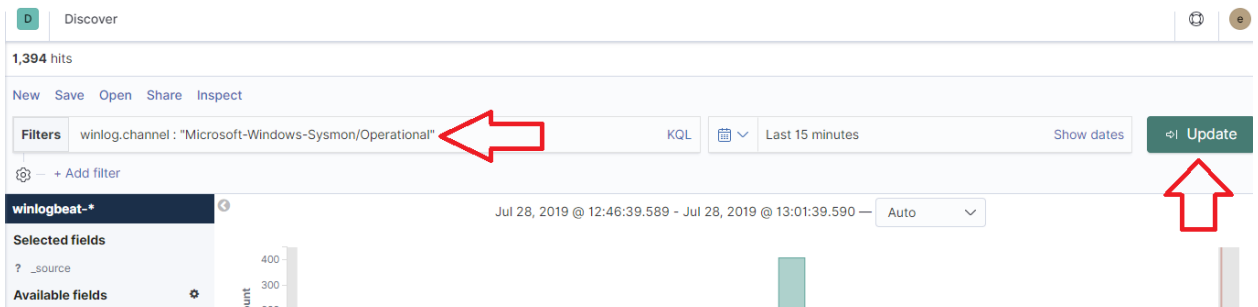 D Discover e
1,394 hits
New Save Open Share Inspect
Filters winlog.channel : "Microsoft-Windows-Sysmon/Operational" KQL Last 15 minutes Show dates Update
+ Add filter
winlogbeat-*
Jul 28, 2019 @ 12:46:39.589 - Jul 28, 2019 @ 13:01:39.590 — Auto
Selected fields
? _source
400
Available fields
300